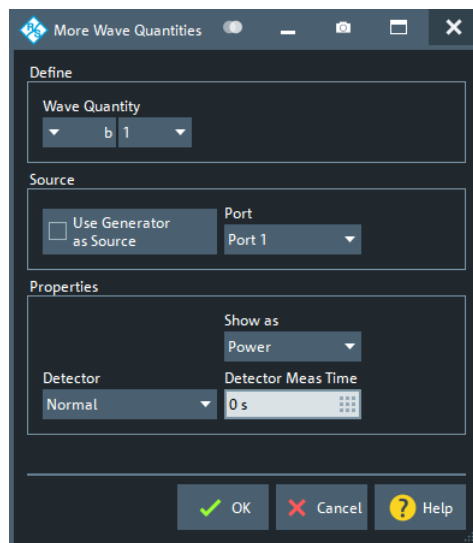 R/S More Wave Quantities
Define
Wave Quantity
b 1
Source
Use Generator
as Source
Port
Port 1
Properties
Show as
Power
Detector
Detector Meas Time
Normal
0 s
OK
Cancel
? Help